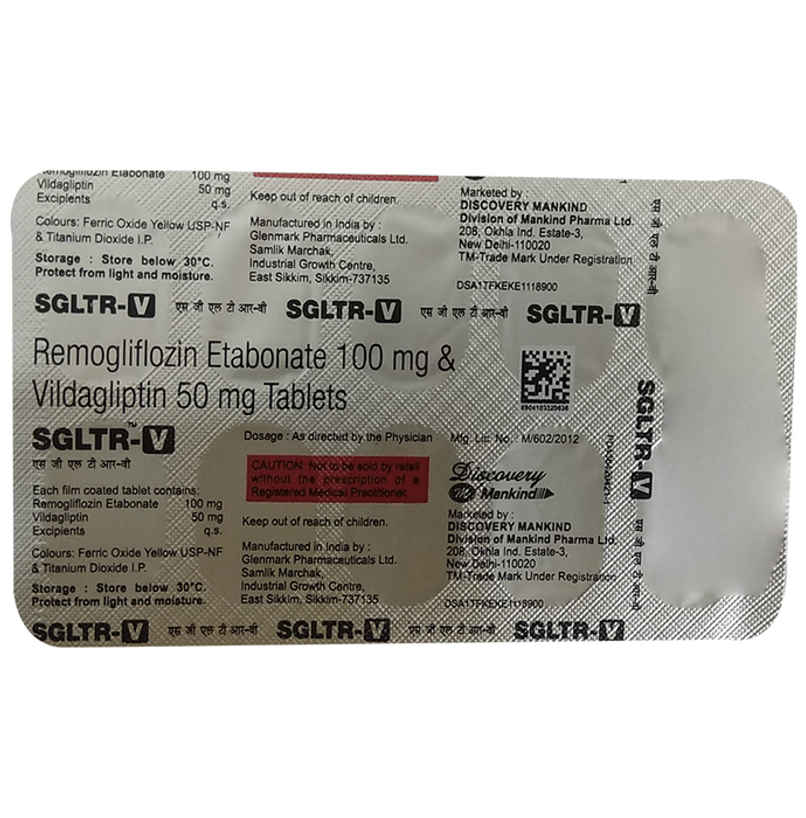 Remogliflozin Etabonate 100 mg
Vildagliptin 50 mg
Excipients q.s.
Colours: Ferric Oxide Yellow USP-NF
& Titanium Dioxide I.P.
Storage : Store below 30°C.
Protect from light and moisture.
Keep out of reach of children.
Manufactured in India by :
Glenmark Pharmaceuticals Ltd.
Samlik Marchak,
Industrial Growth Centre,
East Sikkim, Sikkim-737135
Marketed by :
DISCOVERY MANKIND
Division of Mankind Pharma Ltd.
208, Okhla Ind. Estate-3,
New Delhi-110020
TM-Trade Mark Under Registration
DSA1TFKEKE1118900
एस जी एल टी आर-वी
SGLTR-V एस जी एल टी आर-वी SGLTR-V एस जी एल टी आर-वी SGLTR-V
Remogliflozin Etabonate 100 mg &
Vildagliptin 50 mg Tablets
SGLTR™-V
एस जी एल टी आर-वी
Each film coated tablet contains:
Remogliflozin Etabonate 100 mg
Vildagliptin 50 mg
Excipients q.s.
Colours: Ferric Oxide Yellow USP-NF
& Titanium Dioxide I.P.
Storage : Store below 30°C.
Protect from light and moisture.
Dosage : As directed by the Physician
CAUTION: Not to be sold by retail
without the prescription of a
Registered Medical Practitioner.
Keep out of reach of children.
Manufactured in India by :
Glenmark Pharmaceuticals Ltd.
Samlik Marchak,
Industrial Growth Centre,
East Sikkim, Sikkim-737135
Mfg. Lic. No.: M/602/2012
Discovery
Mankind
Marketed by :
DISCOVERY MANKIND
Division of Mankind Pharma Ltd.
208, Okhla Ind. Estate-3,
New Delhi-110020
TM-Trade Mark Under Registration
DSA1TFKEKE1118900
SGLTR-V एस जी एल टी आर-वी
SGLTR-V एस जी एल टी आर-वी SGLTR-V एस जी एल टी आर-वी SGLTR-V